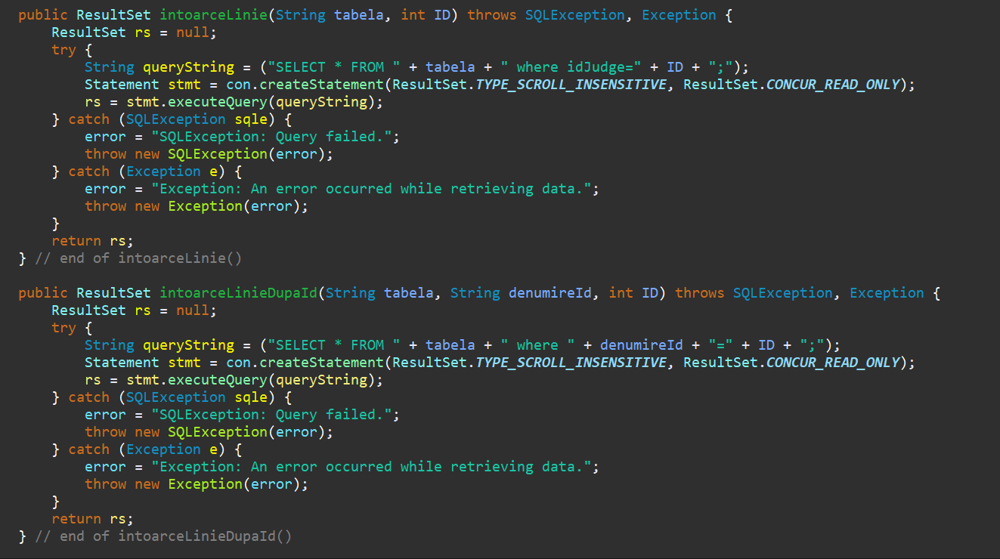 public ResultSet intoarceLinie(String tabela, int ID) throws SQLException, Exception {
    ResultSet rs = null;
    try {
        String queryString = ("SELECT * FROM " + tabela + " where idJudge=" + ID + ";");
        Statement stmt = con.createStatement(ResultSet.TYPE_SCROLL_INSENSITIVE, ResultSet.CONCUR_READ_ONLY);
        rs = stmt.executeQuery(queryString);
    } catch (SQLException sqle) {
        error = "SQLException: Query failed.";
        throw new SQLException(error);
    } catch (Exception e) {
        error = "Exception: An error occurred while retrieving data.";
        throw new Exception(error);
    }
    return rs;
} // end of intoarceLinie()

public ResultSet intoarceLinieDupaId(String tabela, String denumireId, int ID) throws SQLException, Exception {
    ResultSet rs = null;
    try {
        String queryString = ("SELECT * FROM " + tabela + " where " + denumireId + "=" + ID + ";");
        Statement stmt = con.createStatement(ResultSet.TYPE_SCROLL_INSENSITIVE, ResultSet.CONCUR_READ_ONLY);
        rs = stmt.executeQuery(queryString);
    } catch (SQLException sqle) {
        error = "SQLException: Query failed.";
        throw new SQLException(error);
    } catch (Exception e) {
        error = "Exception: An error occurred while retrieving data.";
        throw new Exception(error);
    }
    return rs;
} // end of intoarceLinieDupaId()